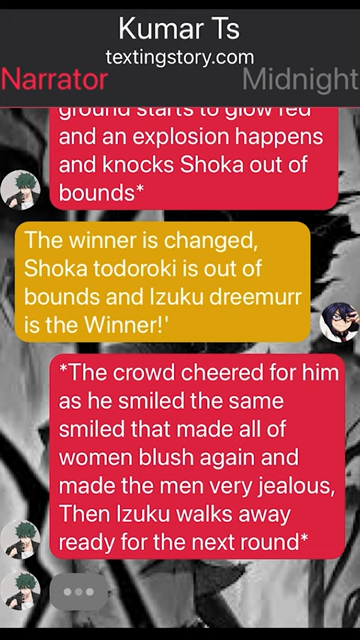 Kumar Ts
textingstory.com
Narrator
Midnight
ground starts to glow red
and an explosion happens
and knocks Shoka out of
bounds*
The winner is changed,
Shoka todoroki is out of
bounds and Izuku dreemurr
is the Winner!'
*The crowd cheered for him
as he smiled the same
smiled that made all of
women blush again and
made the men very jealous,
Then Izuku walks away
ready for the next round*